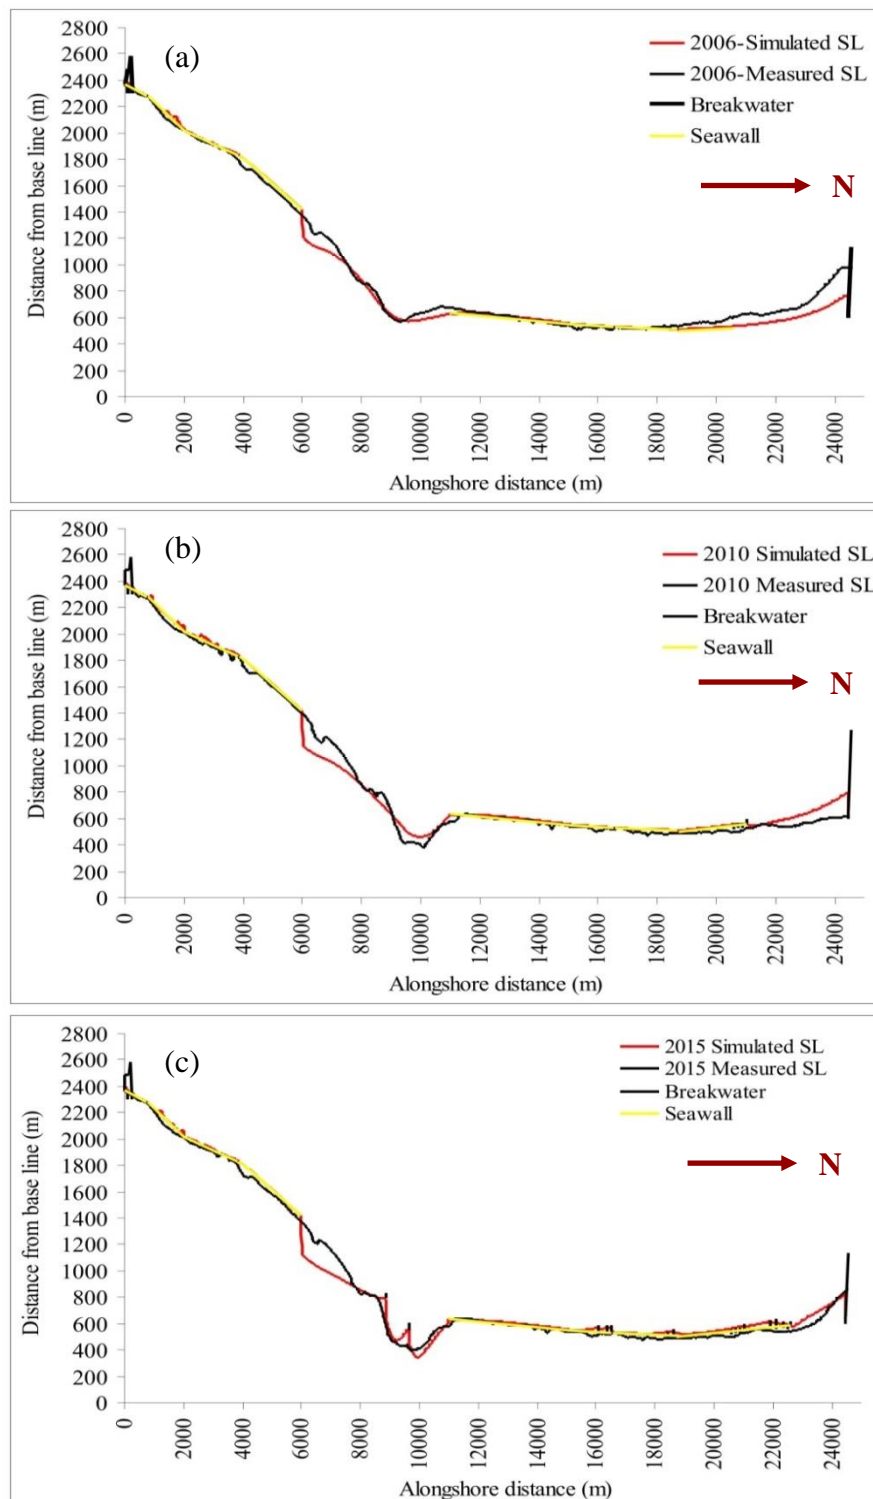 2800
(a)
2006-Simulated SL
2600
2006-Measured SL
2400
Breakwater
2200
Seawall
2000
1800
N
1600
1400
1200
1000
800
600
400
200
0
Distance from base line (m)
0 2000 4000 6000 8000 10000 12000 14000 16000 18000 20000 22000 24000
Alongshore distance (m)
2800
(b)
2010 Simulated SL
2600
2010 Measured SL
2400
Breakwater
2200
Seawall
2000
1800
N
1600
1400
1200
1000
800
600
400
200
0
Distance from base line (m)
0 2000 4000 6000 8000 10000 12000 14000 16000 18000 20000 22000 24000
Alongshore distance (m)
2800
(c)
2015 Simulated SL
2600
2015 Measured SL
2400
Breakwater
2200
Seawall
2000
1800
N
1600
1400
1200
1000
800
600
400
200
0
Distance from base line (m)
0 2000 4000 6000 8000 10000 12000 14000 16000 18000 20000 22000 24000
Alongshore distance (m)